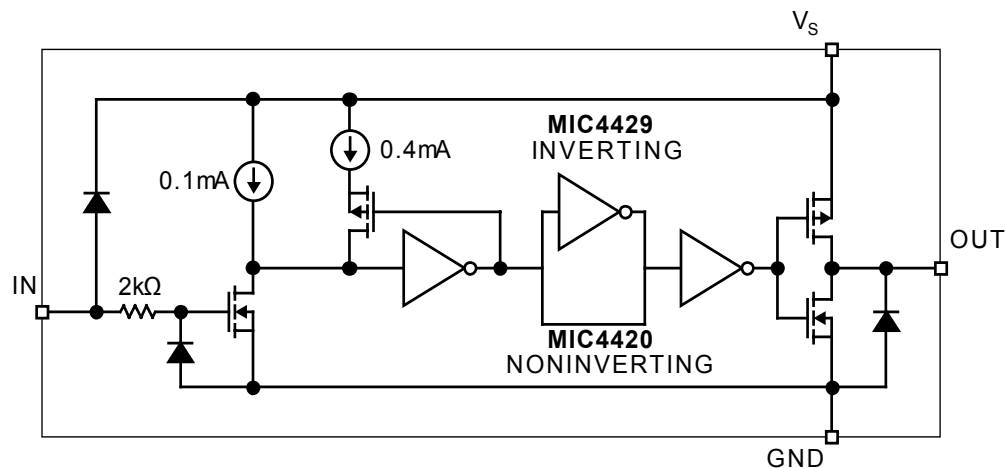 V_S
MIC4429
INVERTING
0.4mA
0.1mA
OUT
IN
2kΩ
MIC4420
NONINVERTING
GND